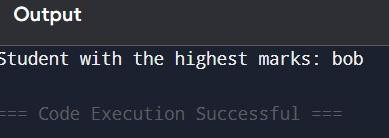 Output
Student with the highest marks: bob
=== Code Execution Successful ===